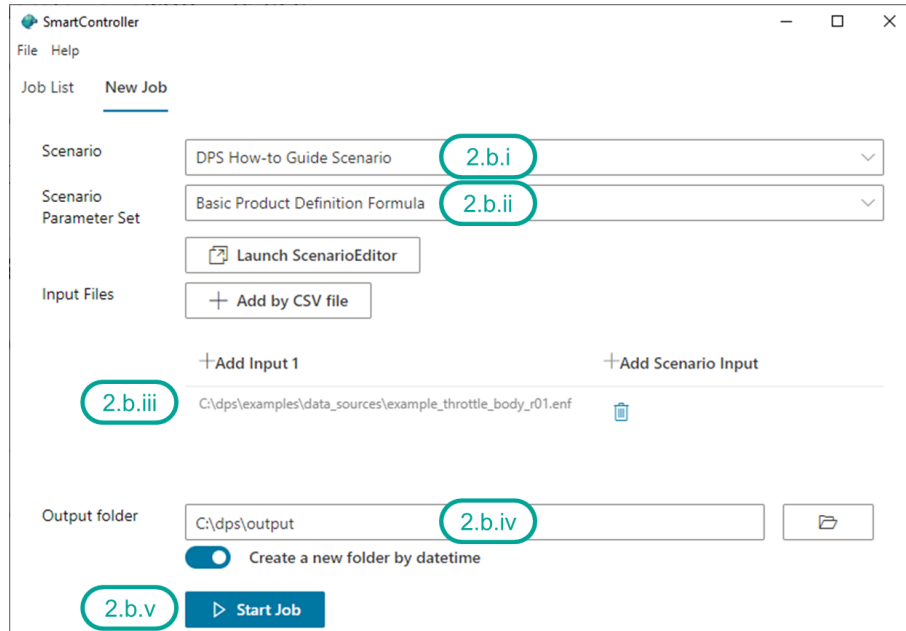 SmartController
File Help
Job List New Job
Scenario DPS How-to Guide Scenario 2.b.i
Scenario Parameter Set Basic Product Definition Formula 2.b.ii
Launch ScenarioEditor
Input Files + Add by CSV file
+Add Input 1 +Add Scenario Input
2.b.iii C:\dps\examples\data_sources\example_throttle_body_r01.enf
Output folder C:\dps\output 2.b.iv
Create a new folder by datetime
2.b.v Start Job